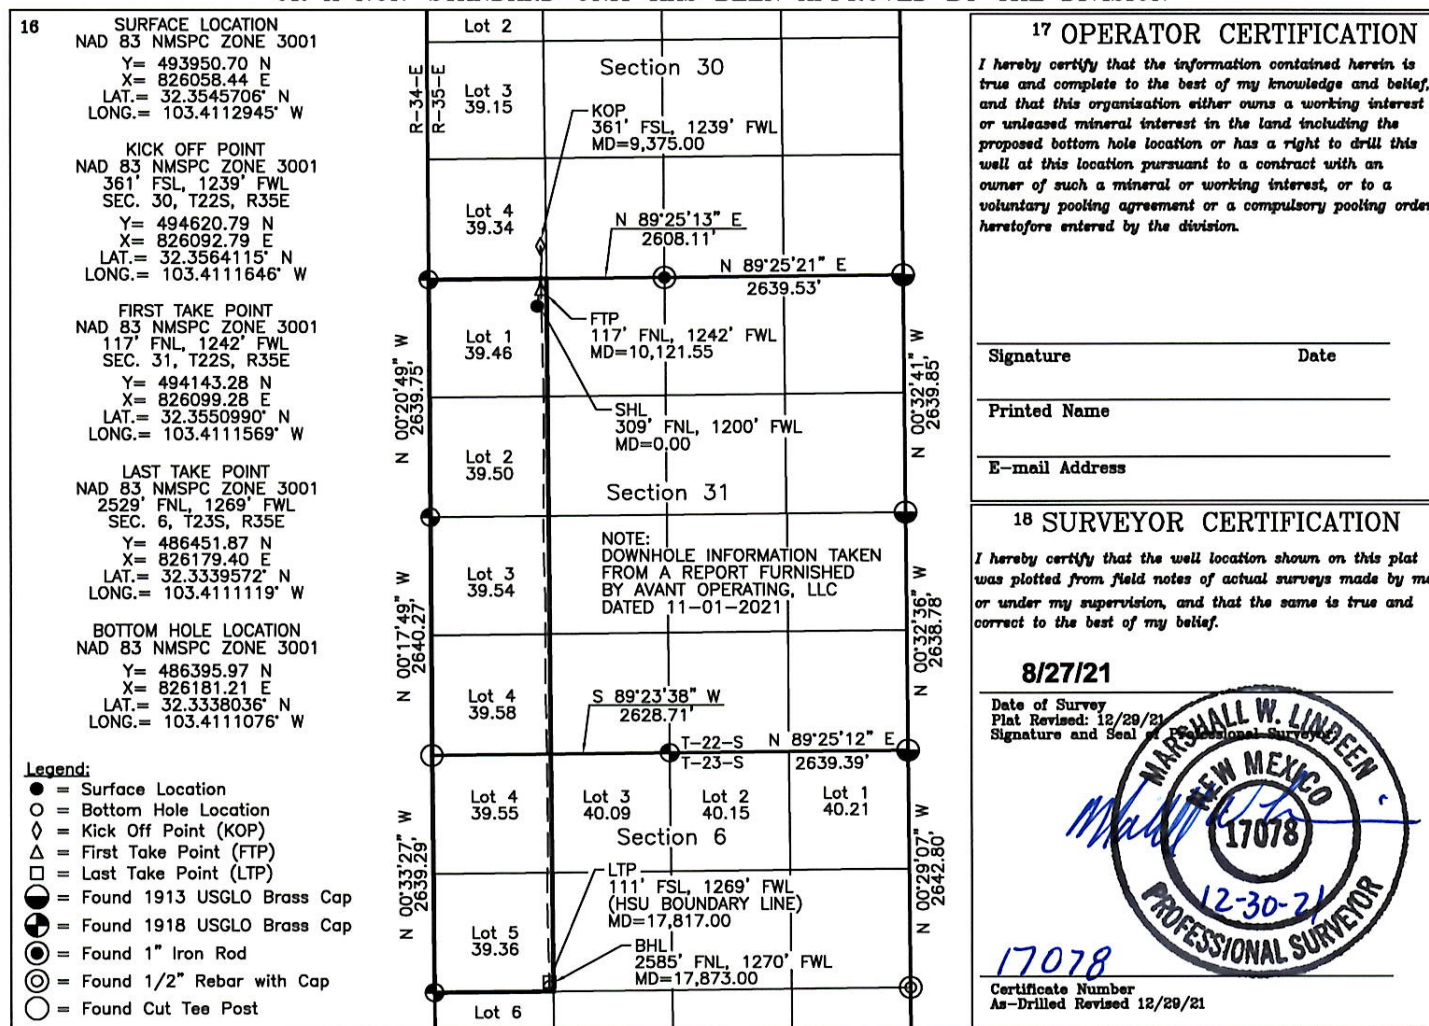 16
SURFACE LOCATION
NAD 83 NMSPC ZONE 3001
Y= 493950.70 N
X= 826058.44 E
LAT.= 32.3545706° N
LONG.= 103.4112945° W
KICK OFF POINT
NAD 83 NMSPC ZONE 3001
361' FSL, 1239' FWL
SEC. 30, T22S, R35E
Y= 494620.79 N
X= 826092.79 E
LAT.= 32.3564115° N
LONG.= 103.4111646° W
FIRST TAKE POINT
NAD 83 NMSPC ZONE 3001
117' FNL, 1242' FWL
SEC. 31, T22S, R35E
Y= 494143.28 N
X= 826099.28 E
LAT.= 32.3550990° N
LONG.= 103.4111569° W
LAST TAKE POINT
NAD 83 NMSPC ZONE 3001
2529' FNL, 1269' FWL
SEC. 6, T23S, R35E
Y= 486451.87 N
X= 826179.40 E
LAT.= 32.3339572° N
LONG.= 103.4111119° W
BOTTOM HOLE LOCATION
NAD 83 NMSPC ZONE 3001
Y= 486395.97 N
X= 826181.21 E
LAT.= 32.3338036° N
LONG.= 103.4111076° W
Legend:
= Surface Location
= Bottom Hole Location
= Kick Off Point (KOP)
= First Take Point (FTP)
= Last Take Point (LTP)
= Found 1913 USGLO Brass Cap
= Found 1918 USGLO Brass Cap
= Found 1" Iron Rod
= Found 1/2" Rebar with Cap
= Found Cut Tee Post
Lot 2
R-34-E
R-35-E
Section 30
Lot 3
39.15
KOP
361' FSL, 1239' FWL
MD=9,375.00
Lot 4
39.34
N 89°25'13" E
2608.11'
N 89°25'21" E
2639.53'
FTP
117' FNL, 1242' FWL
MD=10,121.55
Lot 1
39.46
N 00°20'49" W
2639.75'
N 00°32'41" W
2639.85'
SHL
309' FNL, 1200' FWL
MD=0.00
Lot 2
39.50
Section 31
NOTE:
DOWNHOLE INFORMATION TAKEN
FROM A REPORT FURNISHED
BY AVANT OPERATING, LLC
DATED 11-01-2021
Lot 3
39.54
N 00°17'49" W
2640.27'
N 00°32'36" W
2638.78'
Lot 4
39.58
S 89°23'38" W
2628.71'
T-22-S
T-23-S
N 89°25'12" E
2639.39'
Lot 4
39.55
Lot 3
40.09
Lot 2
40.15
Lot 1
40.21
Section 6
N 00°33'27" W
2639.29'
N 00°29'07" W
2642.80'
LTP
111' FSL, 1269' FWL
(HSU BOUNDARY LINE)
MD=17,817.00
Lot 5
39.36
BHL
2585' FNL, 1270' FWL
MD=17,873.00
Lot 6
17 OPERATOR CERTIFICATION
I hereby certify that the information contained herein is
true and complete to the best of my knowledge and belief,
and that this organization either owns a working interest
or unleased mineral interest in the land including the
proposed bottom hole location or has a right to drill this
well at this location pursuant to a contract with an
owner of such a mineral or working interest, or to a
voluntary pooling agreement or a compulsory pooling order
heretofore entered by the division.
Signature Date
Printed Name
E-mail Address
18 SURVEYOR CERTIFICATION
I hereby certify that the well location shown on this plat
was plotted from field notes of actual surveys made by me
or under my supervision, and that the same is true and
correct to the best of my belief.
8/27/21
Date of Survey
Plat Revised: 12/29/21
Signature and Seal of Professional Surveyor
MARSHALL W. LINDEEN
NEW MEXICO
17078
12-30-21
PROFESSIONAL SURVEYOR
17078
Certificate Number
As-Drilled Revised 12/29/21